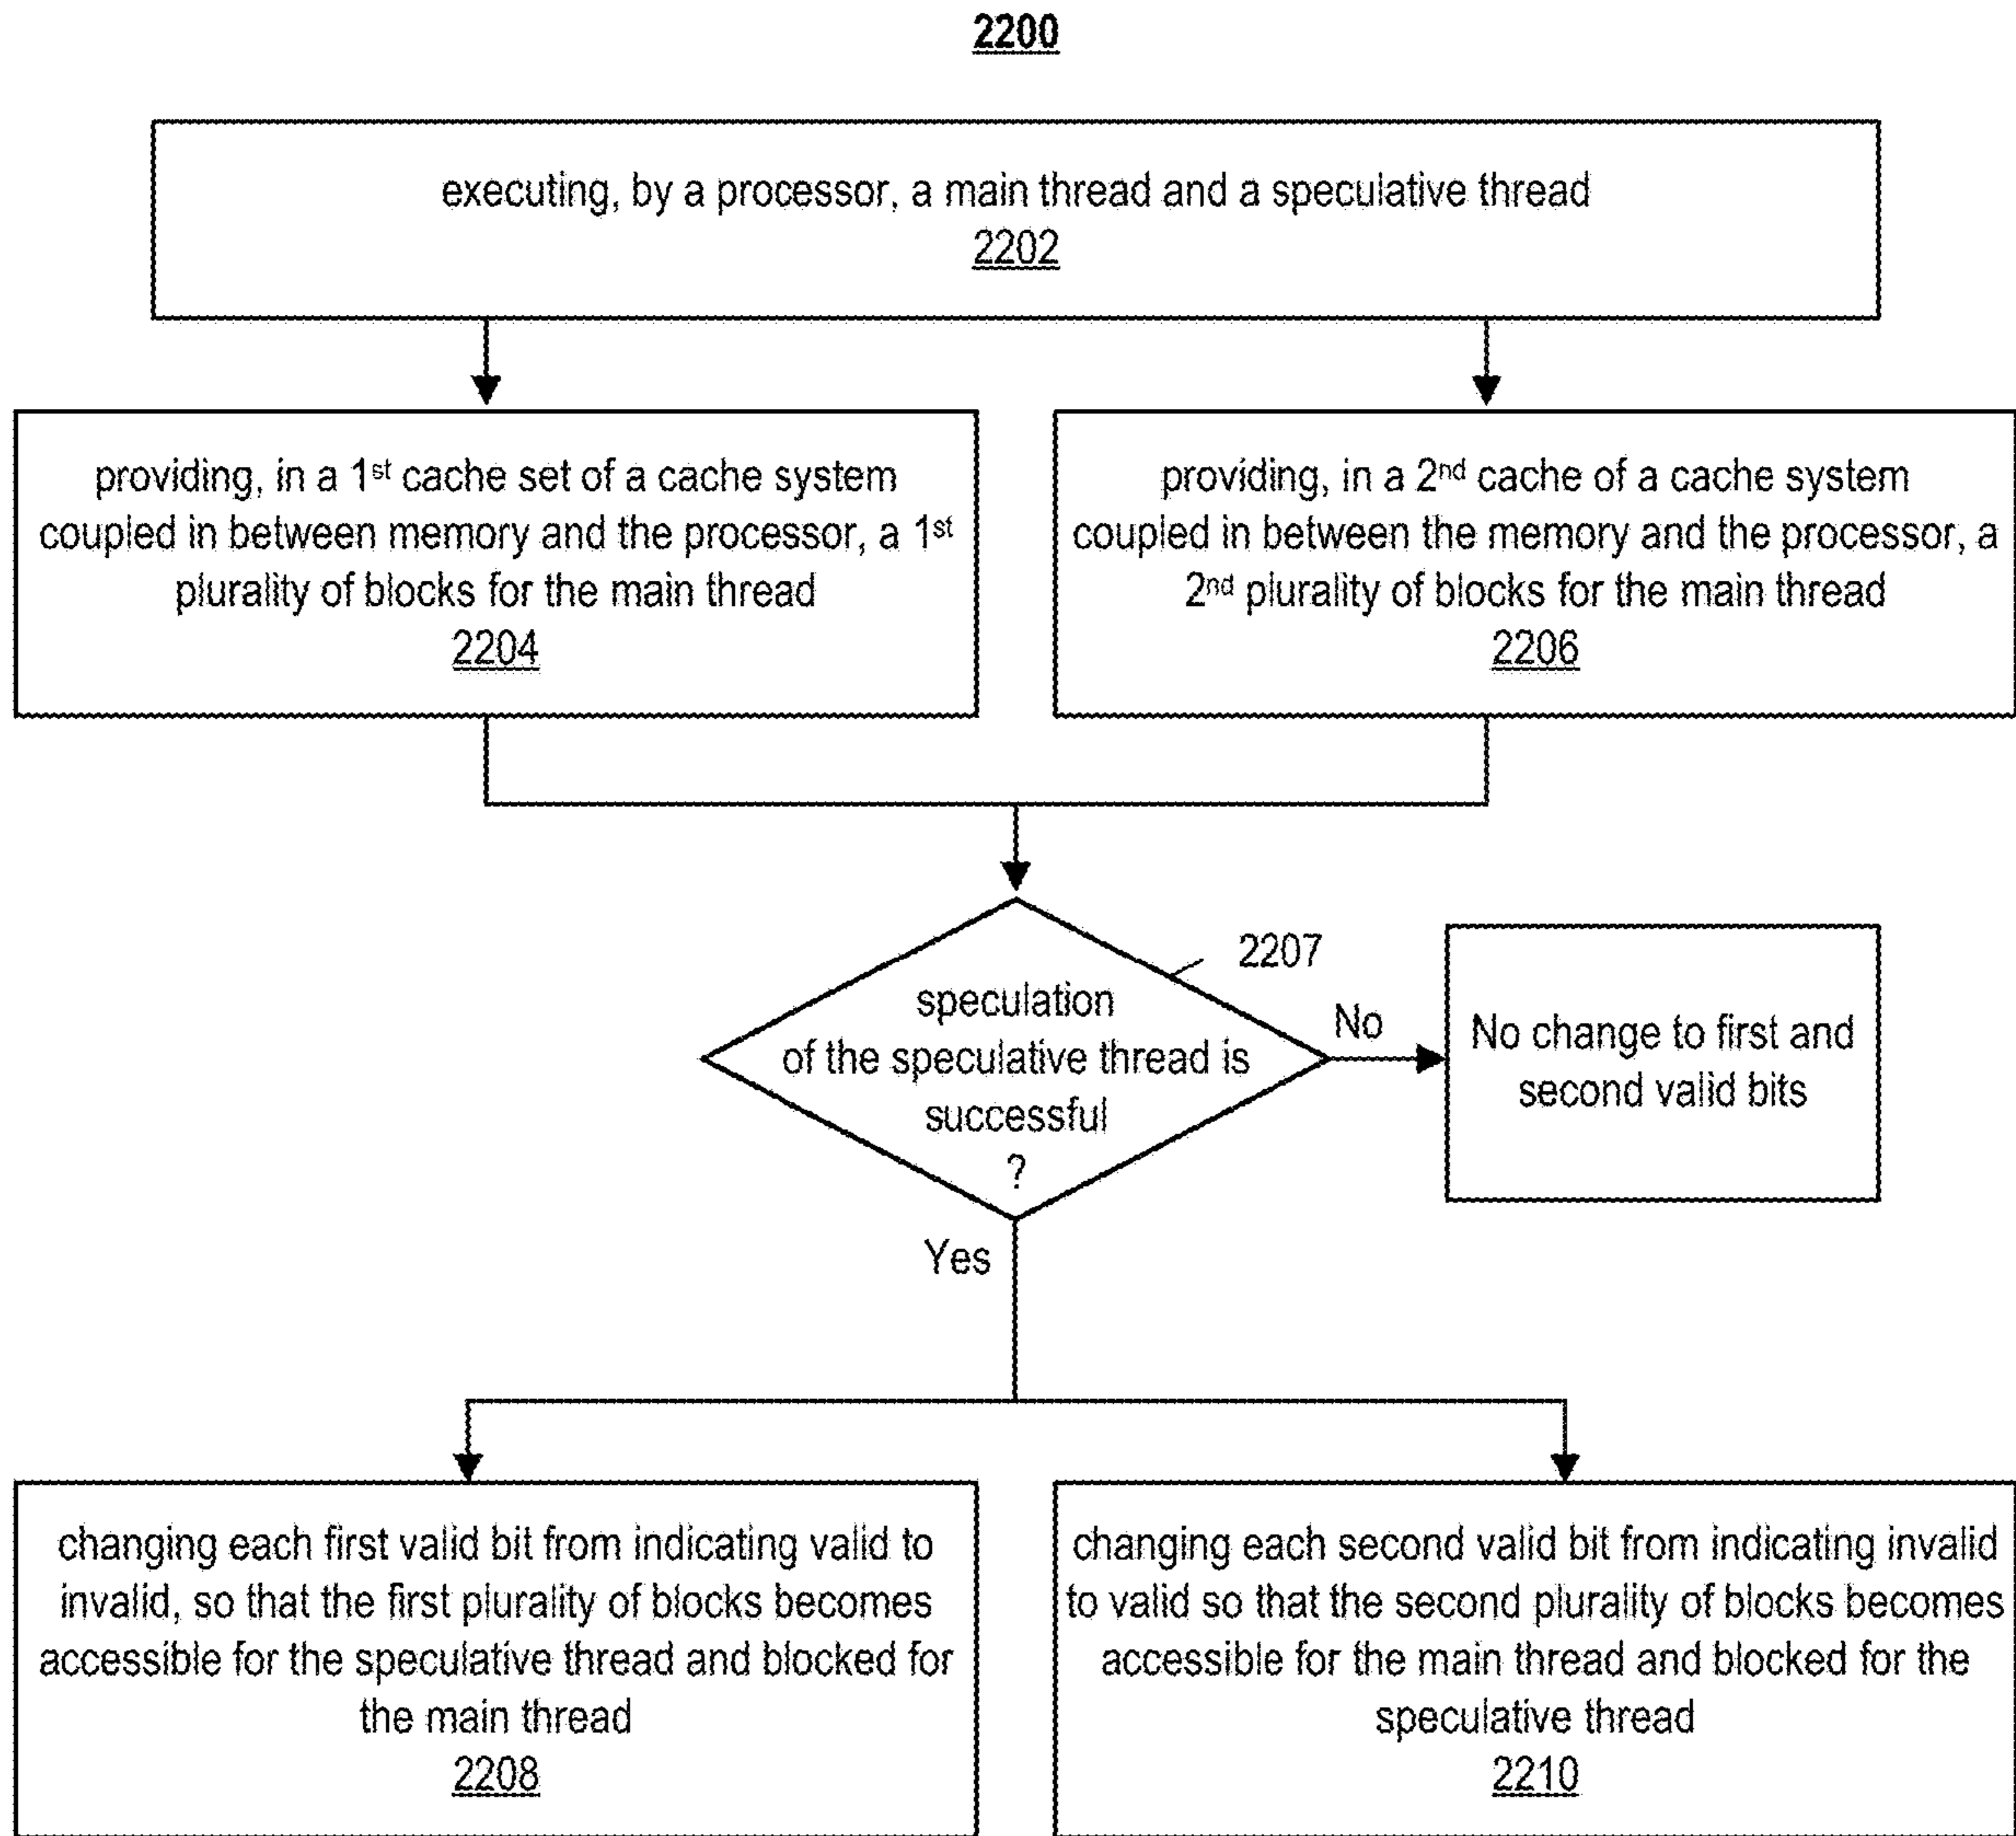 2200
executing, by a processor, a main thread and a speculative thread
2202
providing, in a 1st cache set of a cache system
coupled in between memory and the processor, a 1st
plurality of blocks for the main thread
2204
providing, in a 2nd cache of a cache system
coupled in between the memory and the processor, a
2nd plurality of blocks for the main thread
2206
2207
speculation
of the speculative thread is
successful
?
No
No change to first and
second valid bits
Yes
changing each first valid bit from indicating valid to
invalid, so that the first plurality of blocks becomes
accessible for the speculative thread and blocked for
the main thread
2208
changing each second valid bit from indicating invalid
to valid so that the second plurality of blocks becomes
accessible for the main thread and blocked for the
speculative thread
2210